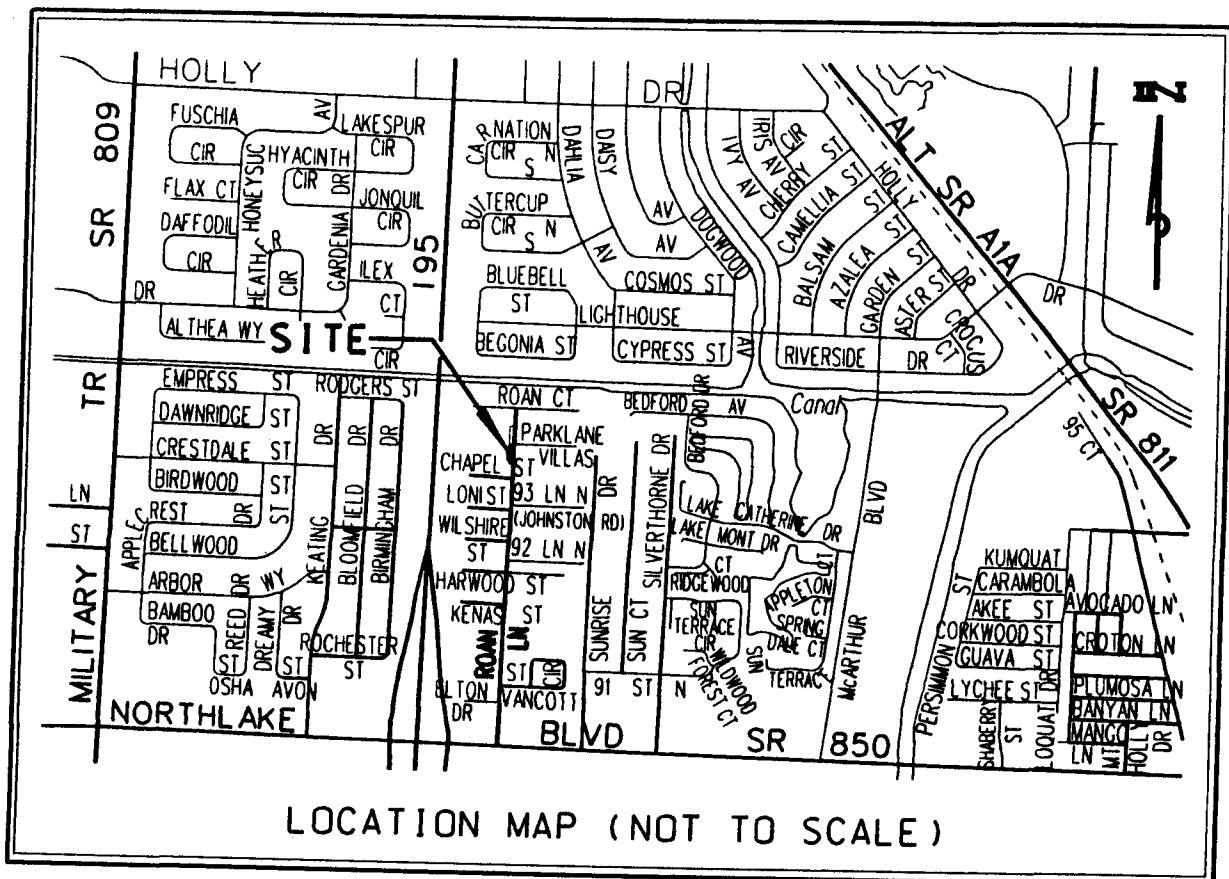 HOLLY DR
SR 809
MILITARY TR
FUSCHIA
CIR
FLAX CT
DAFFODIL
CIR
DR
ALTHEA WY
HONEYSUC
AV
HEATH
R
CIR
LAKESPUR
CIR
HYACINTH
CIR
GARDENIA
DR
JONQUIL
CIR
ILEX
CT
CIR
I95
SITE
CAR NATION
CIR N
S
BUT TERCUP
CIR N
S
BLUEBELL
ST
BEGONIA ST
DAHLIA
AV
DAISY
AV
AV
COSMOS ST
LIGHTHOUSE
CYPRESS ST
DOGWOOD
AV
IVY AV
IRIS AV
CIR
CHERRY ST
CAMELLIA ST
BALSAM ST
AZALEA ST
GARDEN ST
ASTER ST
HOLLY
DR
CROCUS
CT
RIVERSIDE DR
ALT SR A1A
DR
SR 811
95 CT
N
EMPRESS ST
DAWNRIDGE ST
CRESTDALE ST
BIRDWOOD ST
LN
ST
APPLEC REST
DR
BELLWOOD
ARBOR WY
BAMBOO
DR
REED DR
ST
DREAMY
DR
ST
OSHA
AVON
RODGERS ST
KEATING DR
BLOOMFIELD DR
BIRMINGHAM DR
ROCHESTER
ST
ROAN CT
PARKLANE
VILLAS
CHAPEL ST
LONI ST
93 LN N
WILSHIRE
ST
(JOHNSTON RD)
92 LN N
HARWOOD ST
KENAS ST
ROAN LN
ST
CIR
ELTON
DR
VANCOTT
SUNRISE DR
SUN CT
SILVERTHORNE DR
91 ST N
BEDFORD AV
BEDFORD DR
Canal
LAKE CATHERINE DR
LAKE MONT DR
CT
RIDGEWOOD
CT
APPLETON
CT
SPRING
DALE CT
SUN
TERRACE
CIR
WILDWOOD
FOREST CT
SUN
TERRAC
MCARTHUR BLVD
PERSIMMON ST
KUMQUAT
CARAMBOLA
AKEE ST
CORKWOOD ST
GUAVA ST
LYCHEE ST
AVOCADO LN
CROTON LN
PLUMOSA LN
BANYAN LN
MANGO
LN
MT
HOLLY
DR
SHABERRY
ST
LOQUAT DR
NORTHLAKE BLVD SR 850
LOCATION MAP (NOT TO SCALE)